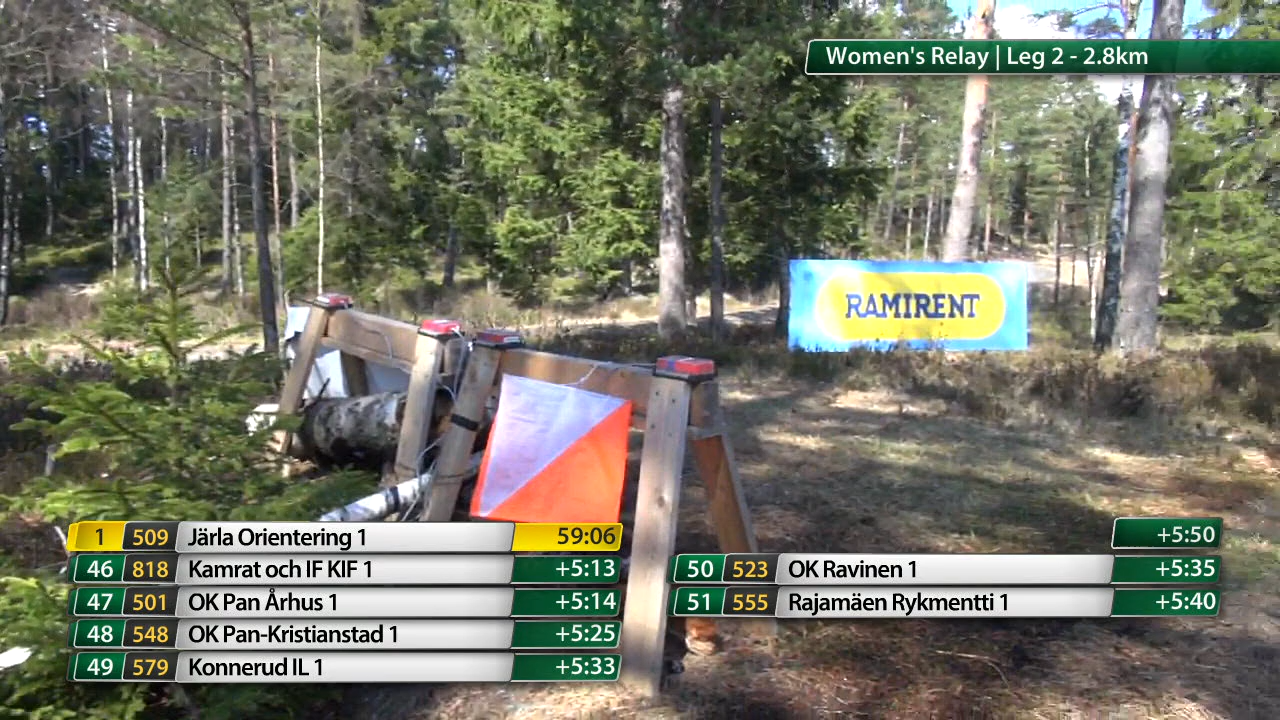 Women's Relay | Leg 2 - 2.8km
RAMIRENT
1 509 Järla Orientering 1 59:06
46 818 Kamrat och IF KIF 1 +5:13
47 501 OK Pan Århus 1 +5:14
48 548 OK Pan-Kristianstad 1 +5:25
49 579 Konnerud IL 1 +5:33
+5:50
50 523 OK Ravinen 1 +5:35
51 555 Rajamäen Rykmentti 1 +5:40